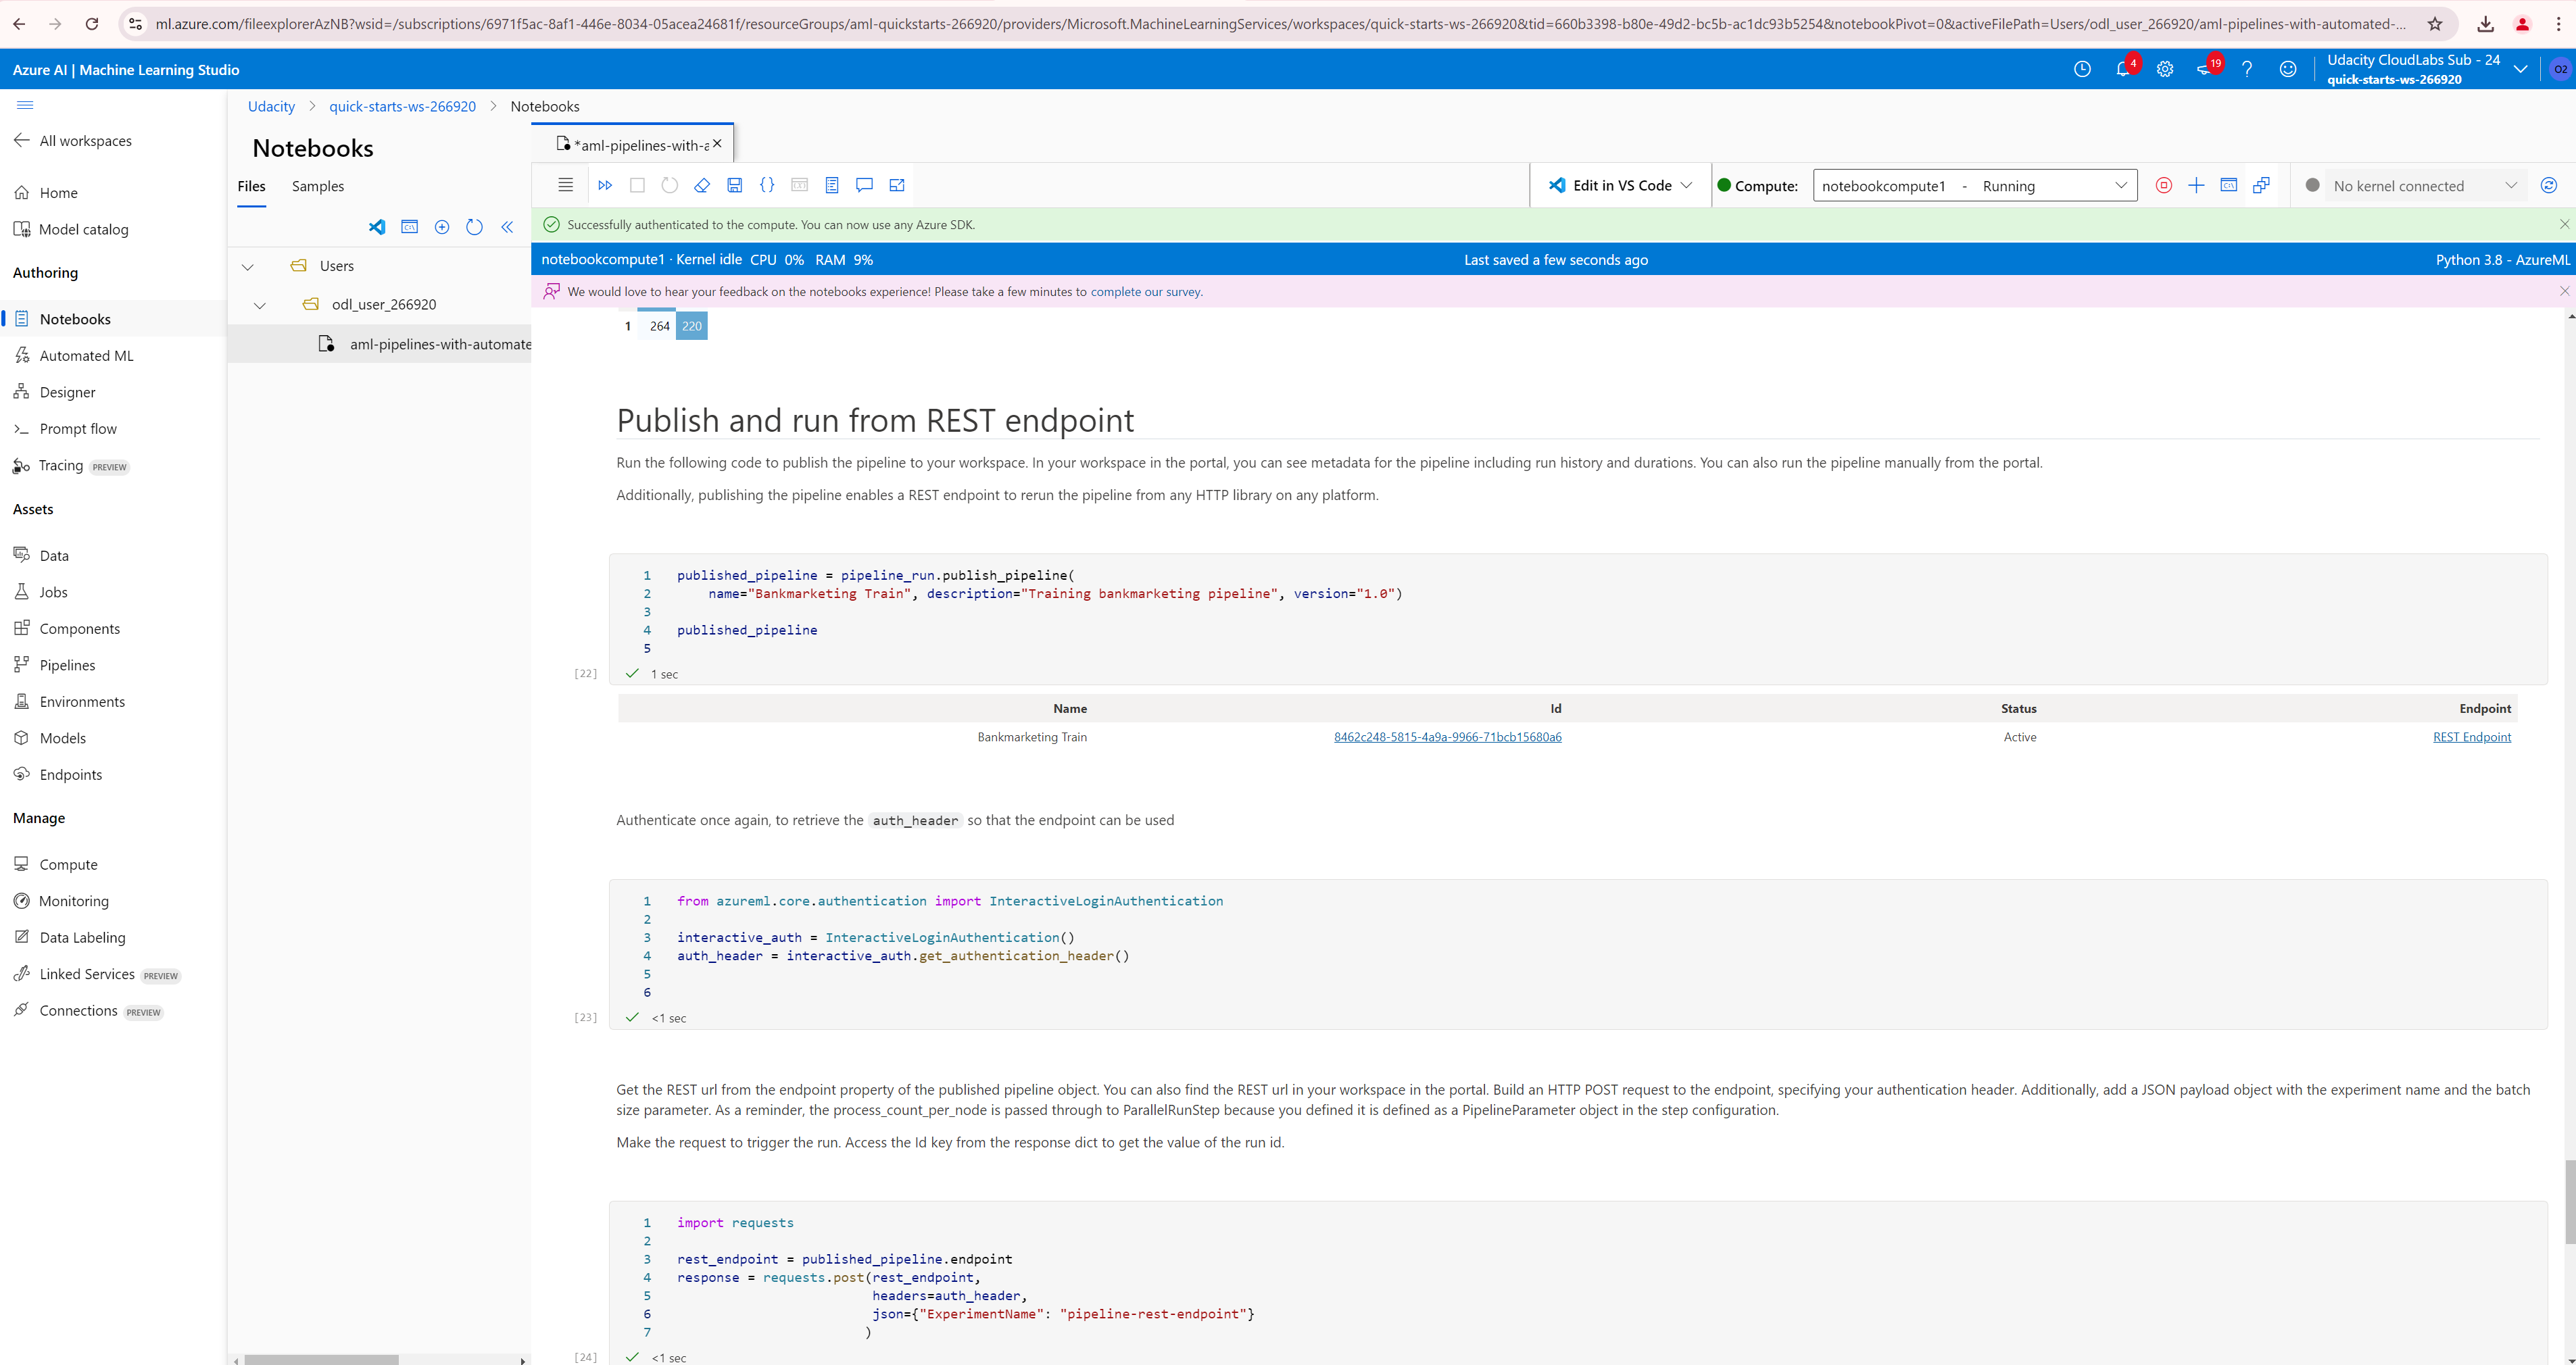 ml.azure.com/fileexplorerAzNB?wsid=/subscriptions/6971f5ac-8af1-446e-8034-05acea24681f/resourceGroups/aml-quickstarts-266920/providers/Microsoft.MachineLearningServices/workspaces/quick-starts-ws-266920&tid=660b3398-b80e-49d2-bc5b-ac1dc93b5254&notebookPivot=0&activeFilePath=Users/odl_user_266920/aml-pipelines-with-automated-...
Azure AI | Machine Learning Studio
4
19
Udacity CloudLabs Sub - 24
quick-starts-ws-266920
O2
Udacity > quick-starts-ws-266920 > Notebooks
All workspaces
Home
Model catalog
Authoring
Notebooks
Automated ML
Designer
Prompt flow
Tracing PREVIEW
Assets
Data
Jobs
Components
Pipelines
Environments
Models
Endpoints
Manage
Compute
Monitoring
Data Labeling
Linked Services PREVIEW
Connections PREVIEW
Notebooks
Files Samples
Users
odl_user_266920
aml-pipelines-with-automate
*aml-pipelines-with-a
Edit in VS Code
Compute:
notebookcompute1 - Running
No kernel connected
Successfully authenticated to the compute. You can now use any Azure SDK.
notebookcompute1 · Kernel idle CPU 0% RAM 9%
Last saved a few seconds ago
Python 3.8 - AzureML
We would love to hear your feedback on the notebooks experience! Please take a few minutes to complete our survey.
1 264 220
Publish and run from REST endpoint
Run the following code to publish the pipeline to your workspace. In your workspace in the portal, you can see metadata for the pipeline including run history and durations. You can also run the pipeline manually from the portal.
Additionally, publishing the pipeline enables a REST endpoint to rerun the pipeline from any HTTP library on any platform.
1 published_pipeline = pipeline_run.publish_pipeline(
2 name="Bankmarketing Train", description="Training bankmarketing pipeline", version="1.0")
3
4 published_pipeline
5
[22] 1 sec
Name Id Status Endpoint
Bankmarketing Train 8462c248-5815-4a9a-9966-71bcb15680a6 Active REST Endpoint
Authenticate once again, to retrieve the auth_header so that the endpoint can be used
1 from azureml.core.authentication import InteractiveLoginAuthentication
2
3 interactive_auth = InteractiveLoginAuthentication()
4 auth_header = interactive_auth.get_authentication_header()
5
6
[23] <1 sec
Get the REST url from the endpoint property of the published pipeline object. You can also find the REST url in your workspace in the portal. Build an HTTP POST request to the endpoint, specifying your authentication header. Additionally, add a JSON payload object with the experiment name and the batch
size parameter. As a reminder, the process_count_per_node is passed through to ParallelRunStep because you defined it is defined as a PipelineParameter object in the step configuration.
Make the request to trigger the run. Access the Id key from the response dict to get the value of the run id.
1 import requests
2
3 rest_endpoint = published_pipeline.endpoint
4 response = requests.post(rest_endpoint,
5 headers=auth_header,
6 json={"ExperimentName": "pipeline-rest-endpoint"}
7 )
[24] <1 sec